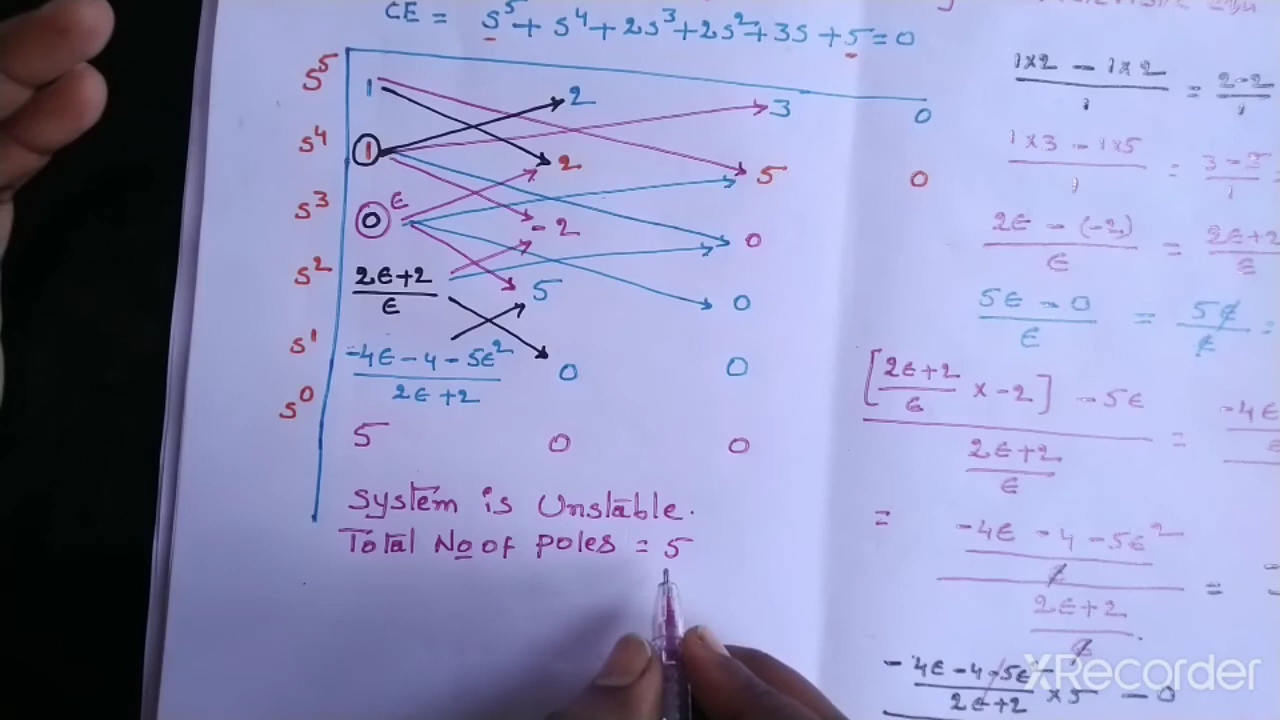 CE = s⁵ + s⁴ + 2s³ + 2s² + 3s + 5 = 0
s⁵ 1 2 3 0
s⁴ 1 2 5 0
s³ 0 ϵ -2 0
s² (2ϵ+2)/ϵ 5 0
s¹ (-4ϵ-4-5ϵ²)/(2ϵ+2) 0 0
s⁰ 5 0 0
System is Unstable.
Total No of poles = 5
(1×2 - 1×2)/1 = (2-2)/1
(1×3 - 1×5)/1 = (3-5)/1 =
(2ϵ - (-2))/ϵ = (2ϵ+2)/ϵ
(5ϵ - 0)/ϵ = 5ϵ/ϵ =
([(2ϵ+2)/ϵ × -2] - 5ϵ)/((2ϵ+2)/ϵ) = -4ϵ
= ((-4ϵ-4-5ϵ²)/ϵ)/((2ϵ+2)/ϵ) =
(-4ϵ-4-5ϵ²)/(2ϵ+2) × 5 - 0
XRecorder